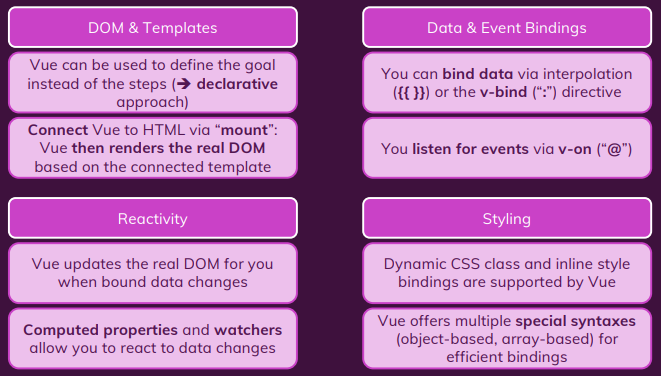 DOM & Templates
Vue can be used to define the goal
instead of the steps (➔ declarative
approach)
Connect Vue to HTML via “mount”:
Vue then renders the real DOM
based on the connected template
Data & Event Bindings
You can bind data via interpolation
({{ }}) or the v-bind (“:”) directive
You listen for events via v-on (“@”)
Reactivity
Vue updates the real DOM for you
when bound data changes
Computed properties and watchers
allow you to react to data changes
Styling
Dynamic CSS class and inline style
bindings are supported by Vue
Vue offers multiple special syntaxes
(object-based, array-based) for
efficient bindings